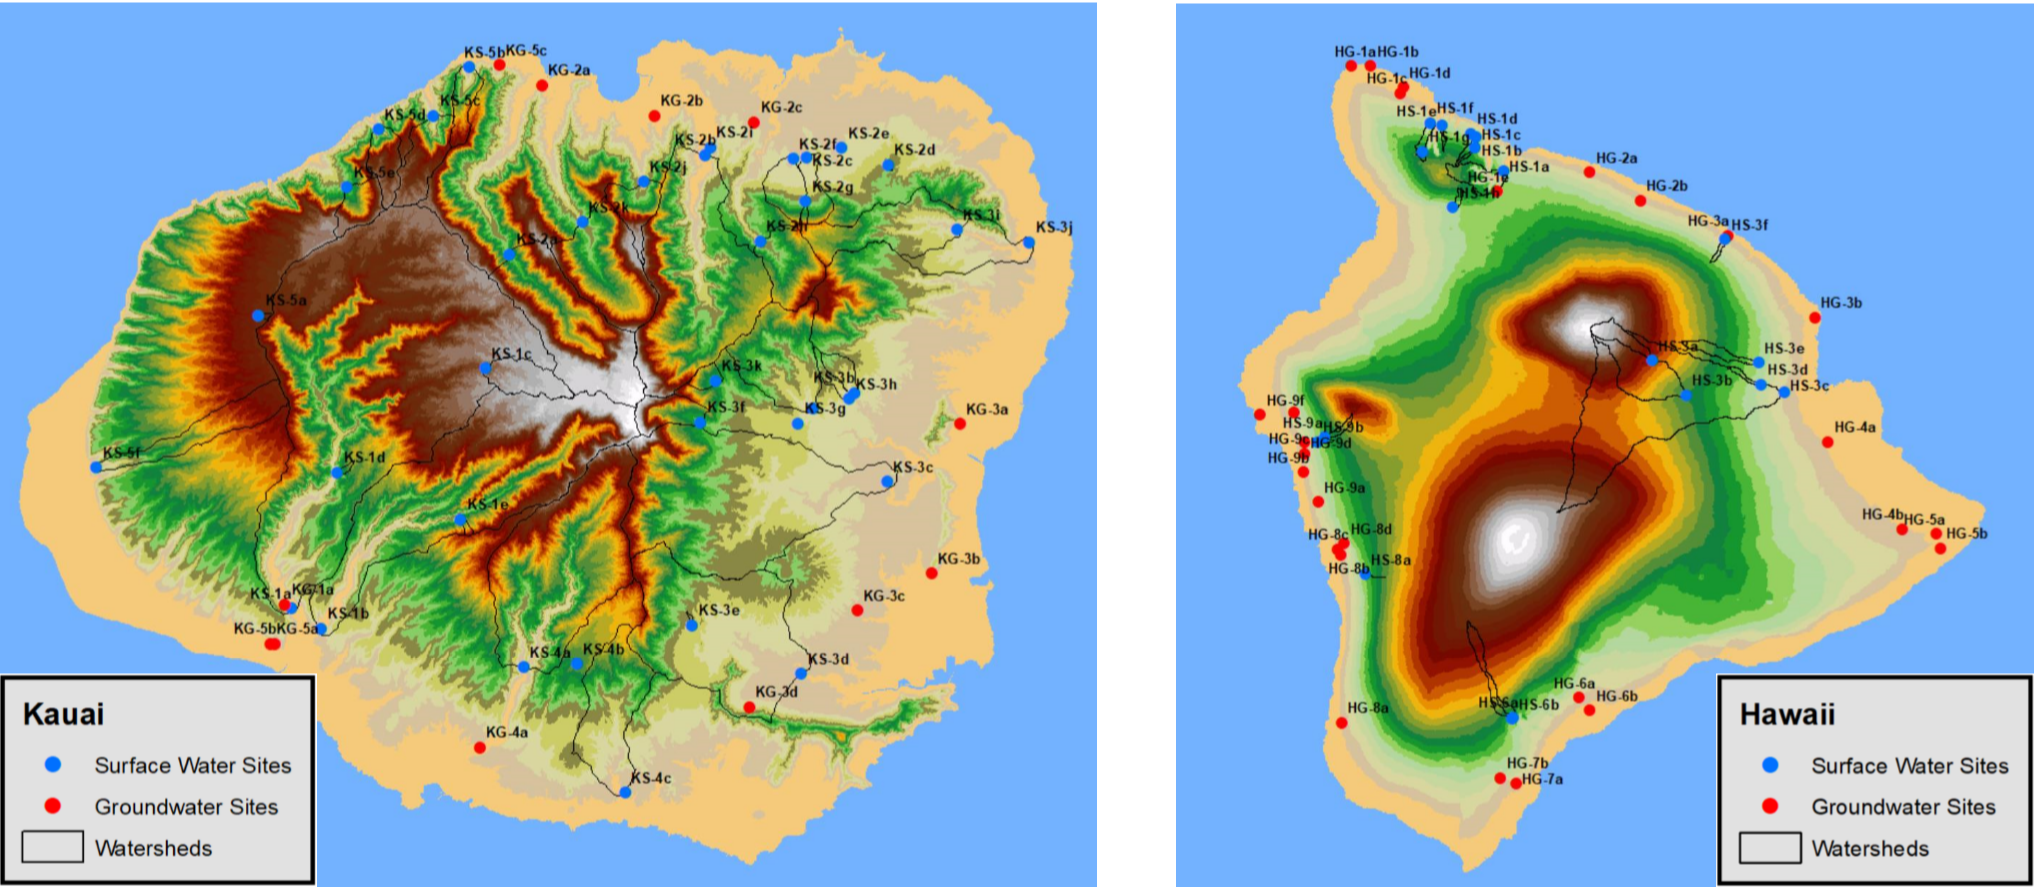 KS-5b KG-5c
KG-2a
KS-5c
KS-5d
KG-2b
KG-2c
KS-2b KS-2i
KS-2f KS-2e
KS-2c
KS-2d
KS-2j
KS-5e
KS-2g
KS-2k
KS-2a
KS-2h
KS-3i
KS-3j
KS-5a
KS-1c
KS-3k
KS-3b
KS-3h
KS-3f
KS-3g
KG-3a
KS-5f
KS-1d
KS-3c
KS-1e
KG-3b
KS-1a KG-1a
KS-1b
KG-3c
KS-3e
KG-5b KG-5a
KS-4a KS-4b
KS-3d
KG-3d
KG-4a
KS-4c
Kauai
Surface Water Sites
Groundwater Sites
Watersheds
HG-1a HG-1b
HG-1c HG-1d
HS-1e HS-1f
HS-1d
HS-1g HS-1c
HS-1b
HS-1a
HG-1e
HS-1h
HG-2a
HG-2b
HG-3a HS-3f
HG-3b
HS-3a
HS-3e
HS-3d
HS-3b HS-3c
HG-9f
HS-9a HS-9b
HG-9c HG-9d
HG-9b
HG-4a
HG-9a
HG-4b HG-5a
HG-5b
HG-8c HG-8d
HG-8b HS-8a
HG-6a
HG-6b
HS-6a HS-6b
HG-8a
HG-7b
HG-7a
Hawaii
Surface Water Sites
Groundwater Sites
Watersheds